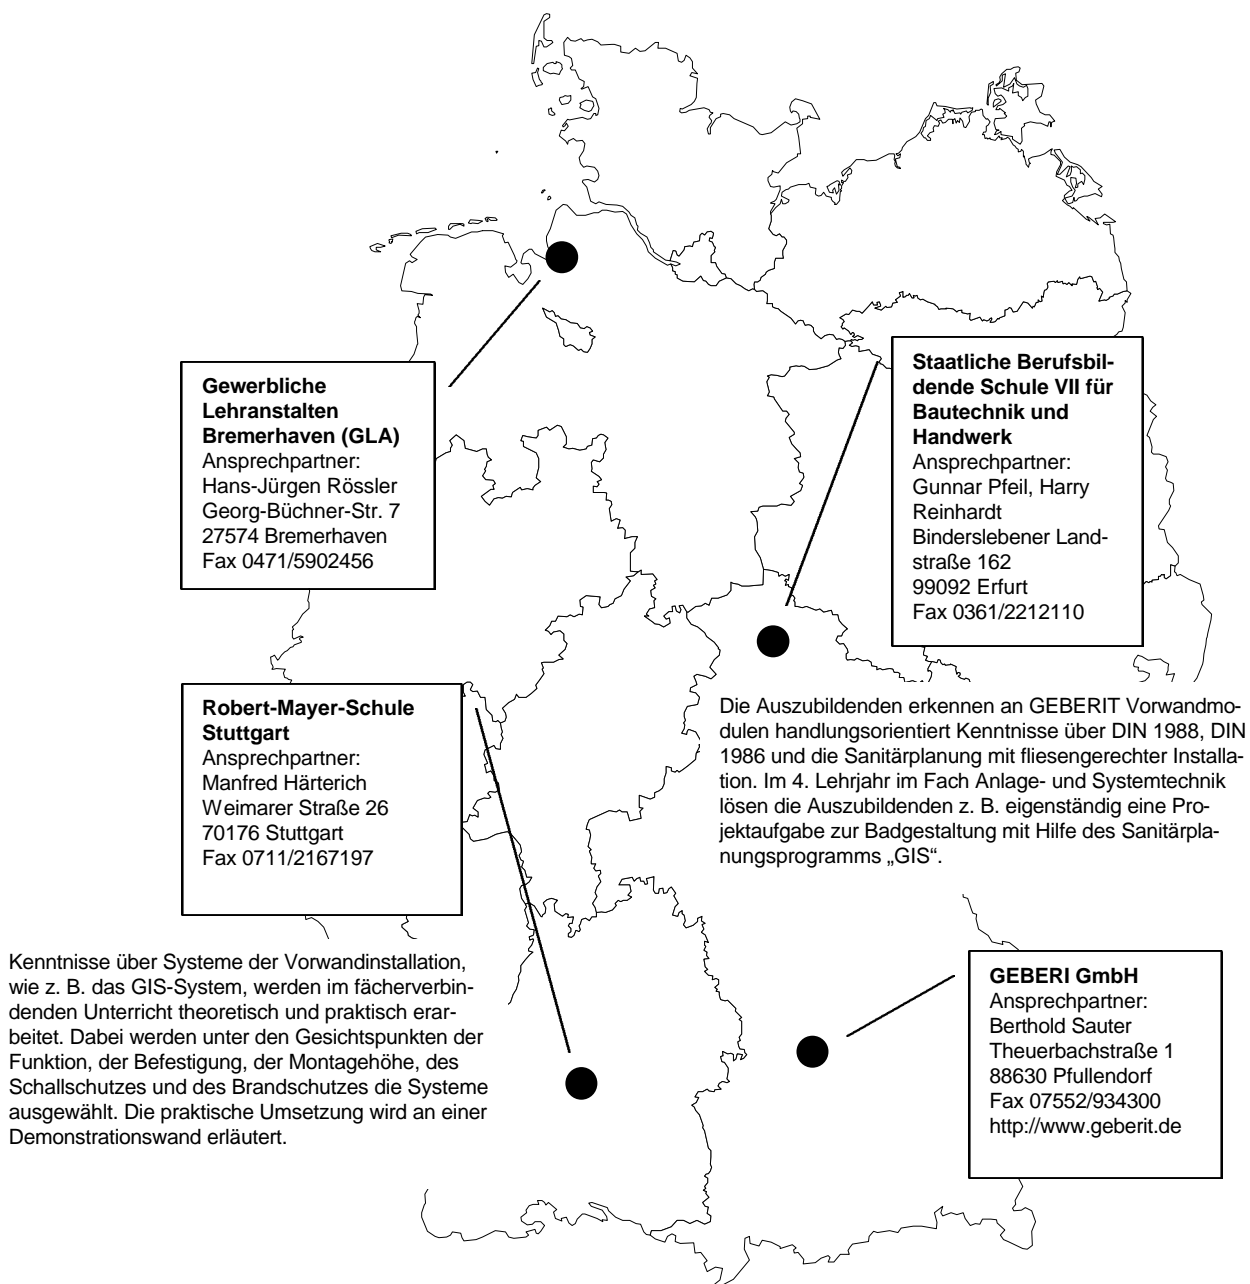 Gewerbliche
Lehranstalten
Bremerhaven (GLA)
Ansprechpartner:
Hans-Jürgen Rössler
Georg-Büchner-Str. 7
27574 Bremerhaven
Fax 0471/5902456
Staatliche Berufsbil-
dende Schule VII für
Bautechnik und
Handwerk
Ansprechpartner:
Gunnar Pfeil, Harry
Reinhardt
Binderslebener Land-
straße 162
99092 Erfurt
Fax 0361/2212110
Robert-Mayer-Schule
Stuttgart
Ansprechpartner:
Manfred Härterich
Weimarer Straße 26
70176 Stuttgart
Fax 0711/2167197
Die Auszubildenden erkennen an GEBERIT Vorwandmo-
dulen handlungsorientiert Kenntnisse über DIN 1988, DIN
1986 und die Sanitärplanung mit fliesengerechter Installa-
tion. Im 4. Lehrjahr im Fach Anlage- und Systemtechnik
lösen die Auszubildenden z. B. eigenständig eine Pro-
jektaufgabe zur Badgestaltung mit Hilfe des Sanitärpla-
nungsprogramms „GIS“.
Kenntnisse über Systeme der Vorwandinstallation,
wie z. B. das GIS-System, werden im fächerverbin-
denden Unterricht theoretisch und praktisch erar-
beitet. Dabei werden unter den Gesichtspunkten der
Funktion, der Befestigung, der Montagehöhe, des
Schallschutzes und des Brandschutzes die Systeme
ausgewählt. Die praktische Umsetzung wird an einer
Demonstrationswand erläutert.
GEBERI GmbH
Ansprechpartner:
Berthold Sauter
Theuerbachstraße 1
88630 Pfullendorf
Fax 07552/934300
http://www.geberit.de